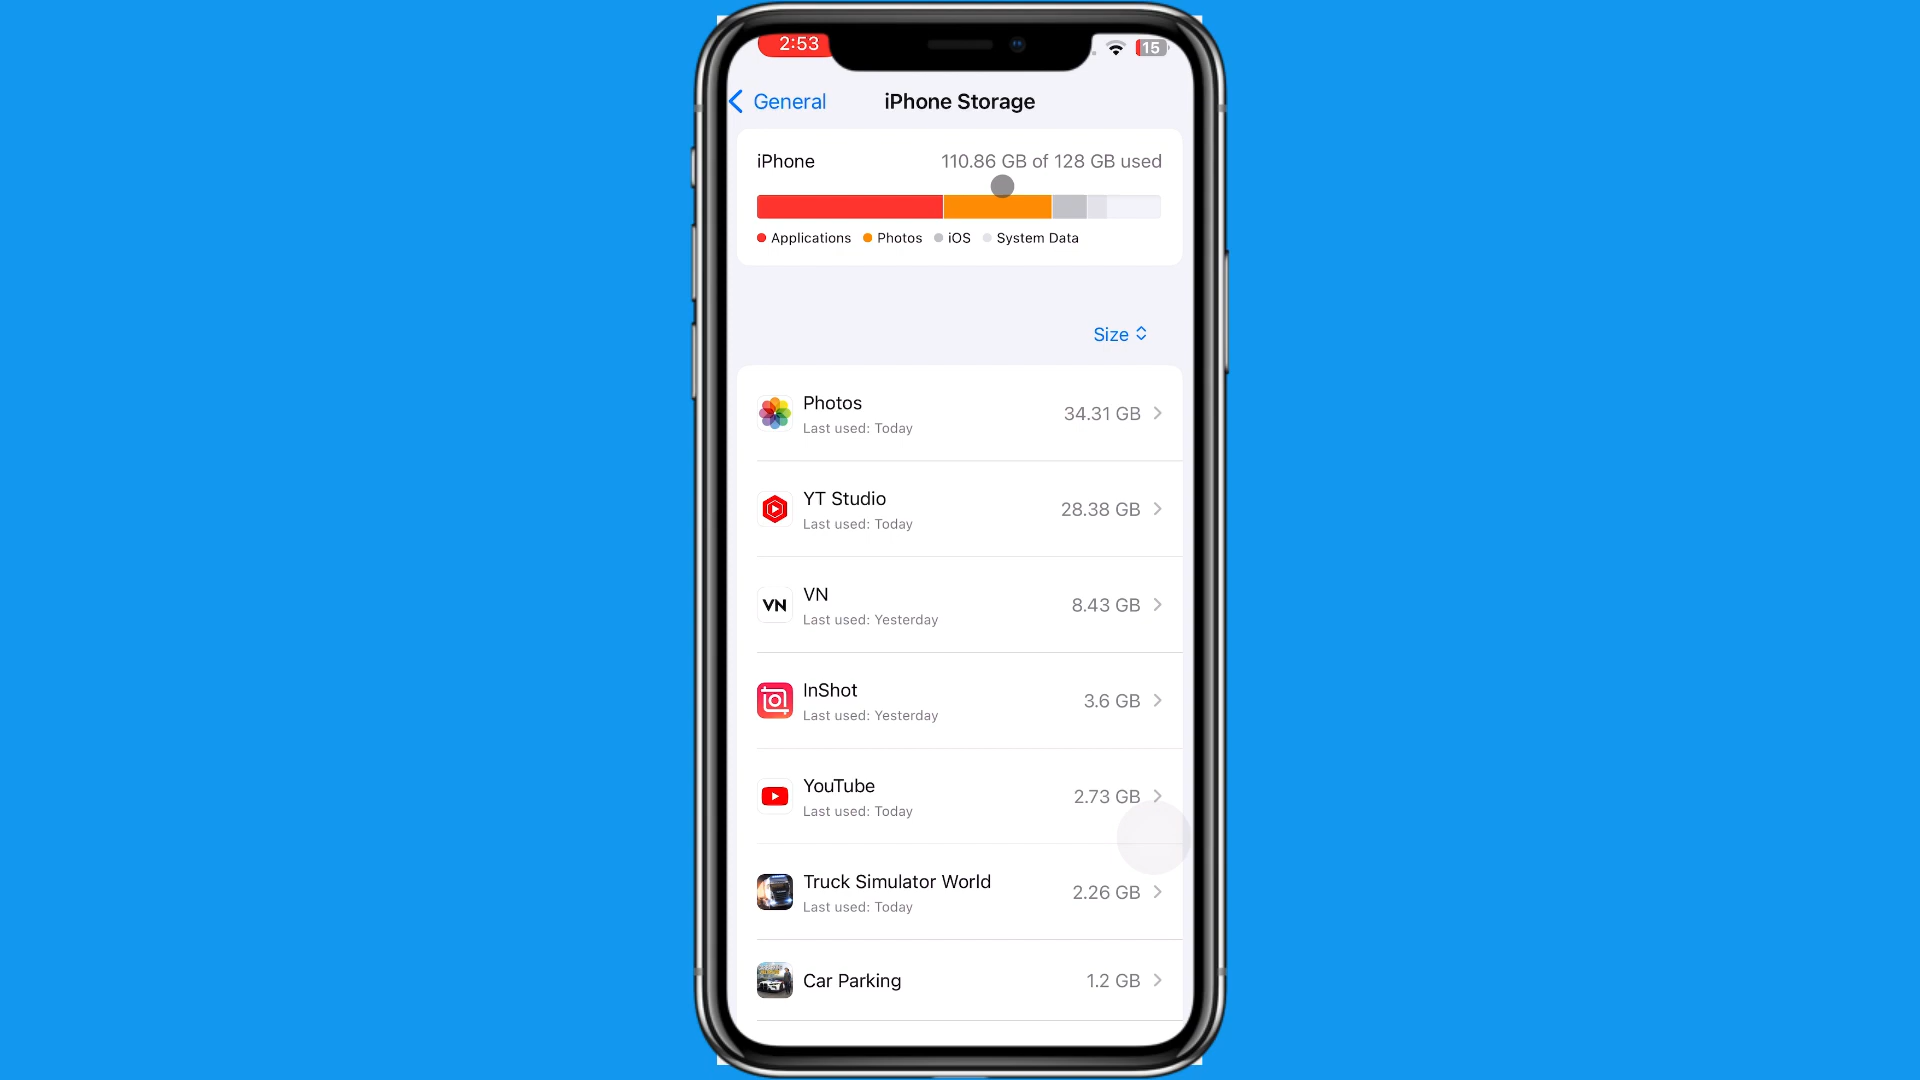 2:53
15
General
iPhone Storage
iPhone
110.86 GB of 128 GB used
Applications
Photos
iOS
System Data
Size
Photos
Last used: Today
34.31 GB
YT Studio
Last used: Today
28.38 GB
VN
VN
Last used: Yesterday
8.43 GB
InShot
Last used: Yesterday
3.6 GB
YouTube
Last used: Today
2.73 GB
Truck Simulator World
Last used: Today
2.26 GB
Car Parking
1.2 GB